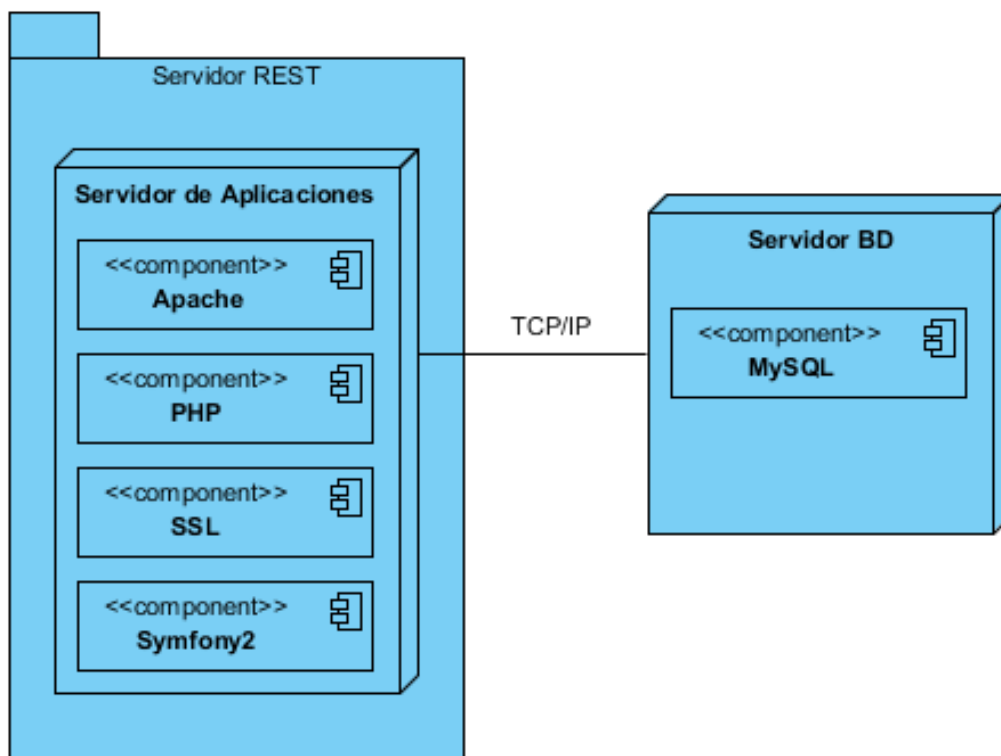 Servidor REST
Servidor de Aplicaciones
<<component>>
Apache
<<component>>
PHP
<<component>>
SSL
<<component>>
Symfony2
TCP/IP
Servidor BD
<<component>>
MySQL